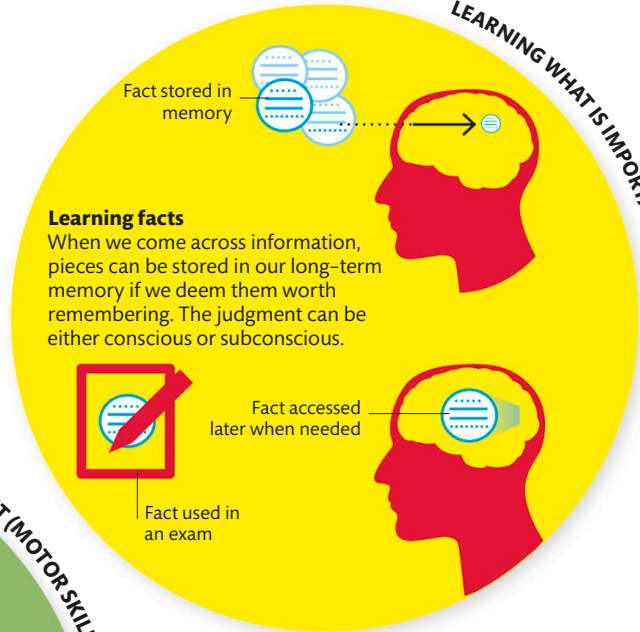 LEARNING WHAT IS
Fact stored in
memory
Learning facts
When we come across information,
pieces can be stored in our long-term
memory if we deem them worth
remembering. The judgment can be
either conscious or subconscious.
Fact accessed
later when needed
Fact used in
an exam
(MOTOR